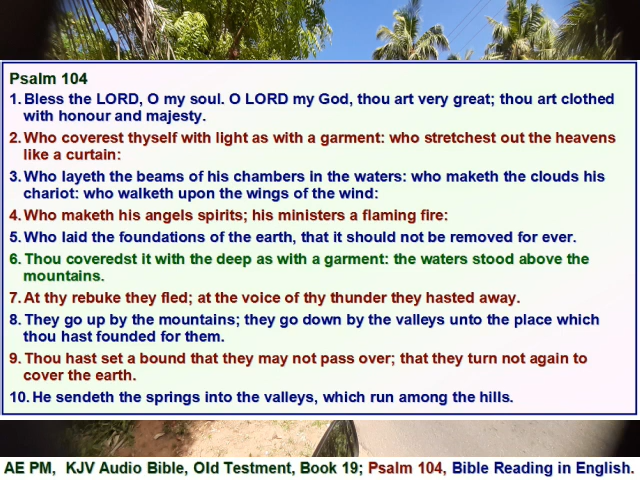 Psalm 104
1. Bless the LORD, O my soul. O LORD my God, thou art very great; thou art clothed
with honour and majesty.
2. Who coverest thyself with light as with a garment: who stretchest out the heavens
like a curtain:
3. Who layeth the beams of his chambers in the waters: who maketh the clouds his
chariot: who walketh upon the wings of the wind:
4. Who maketh his angels spirits; his ministers a flaming fire:
5. Who laid the foundations of the earth, that it should not be removed for ever.
6. Thou coveredst it with the deep as with a garment: the waters stood above the
mountains.
7. At thy rebuke they fled; at the voice of thy thunder they hasted away.
8. They go up by the mountains; they go down by the valleys unto the place which
thou hast founded for them.
9. Thou hast set a bound that they may not pass over; that they turn not again to
cover the earth.
10. He sendeth the springs into the valleys, which run among the hills.
AE PM, KJV Audio Bible, Old Testment, Book 19; Psalm 104, Bible Reading in English.